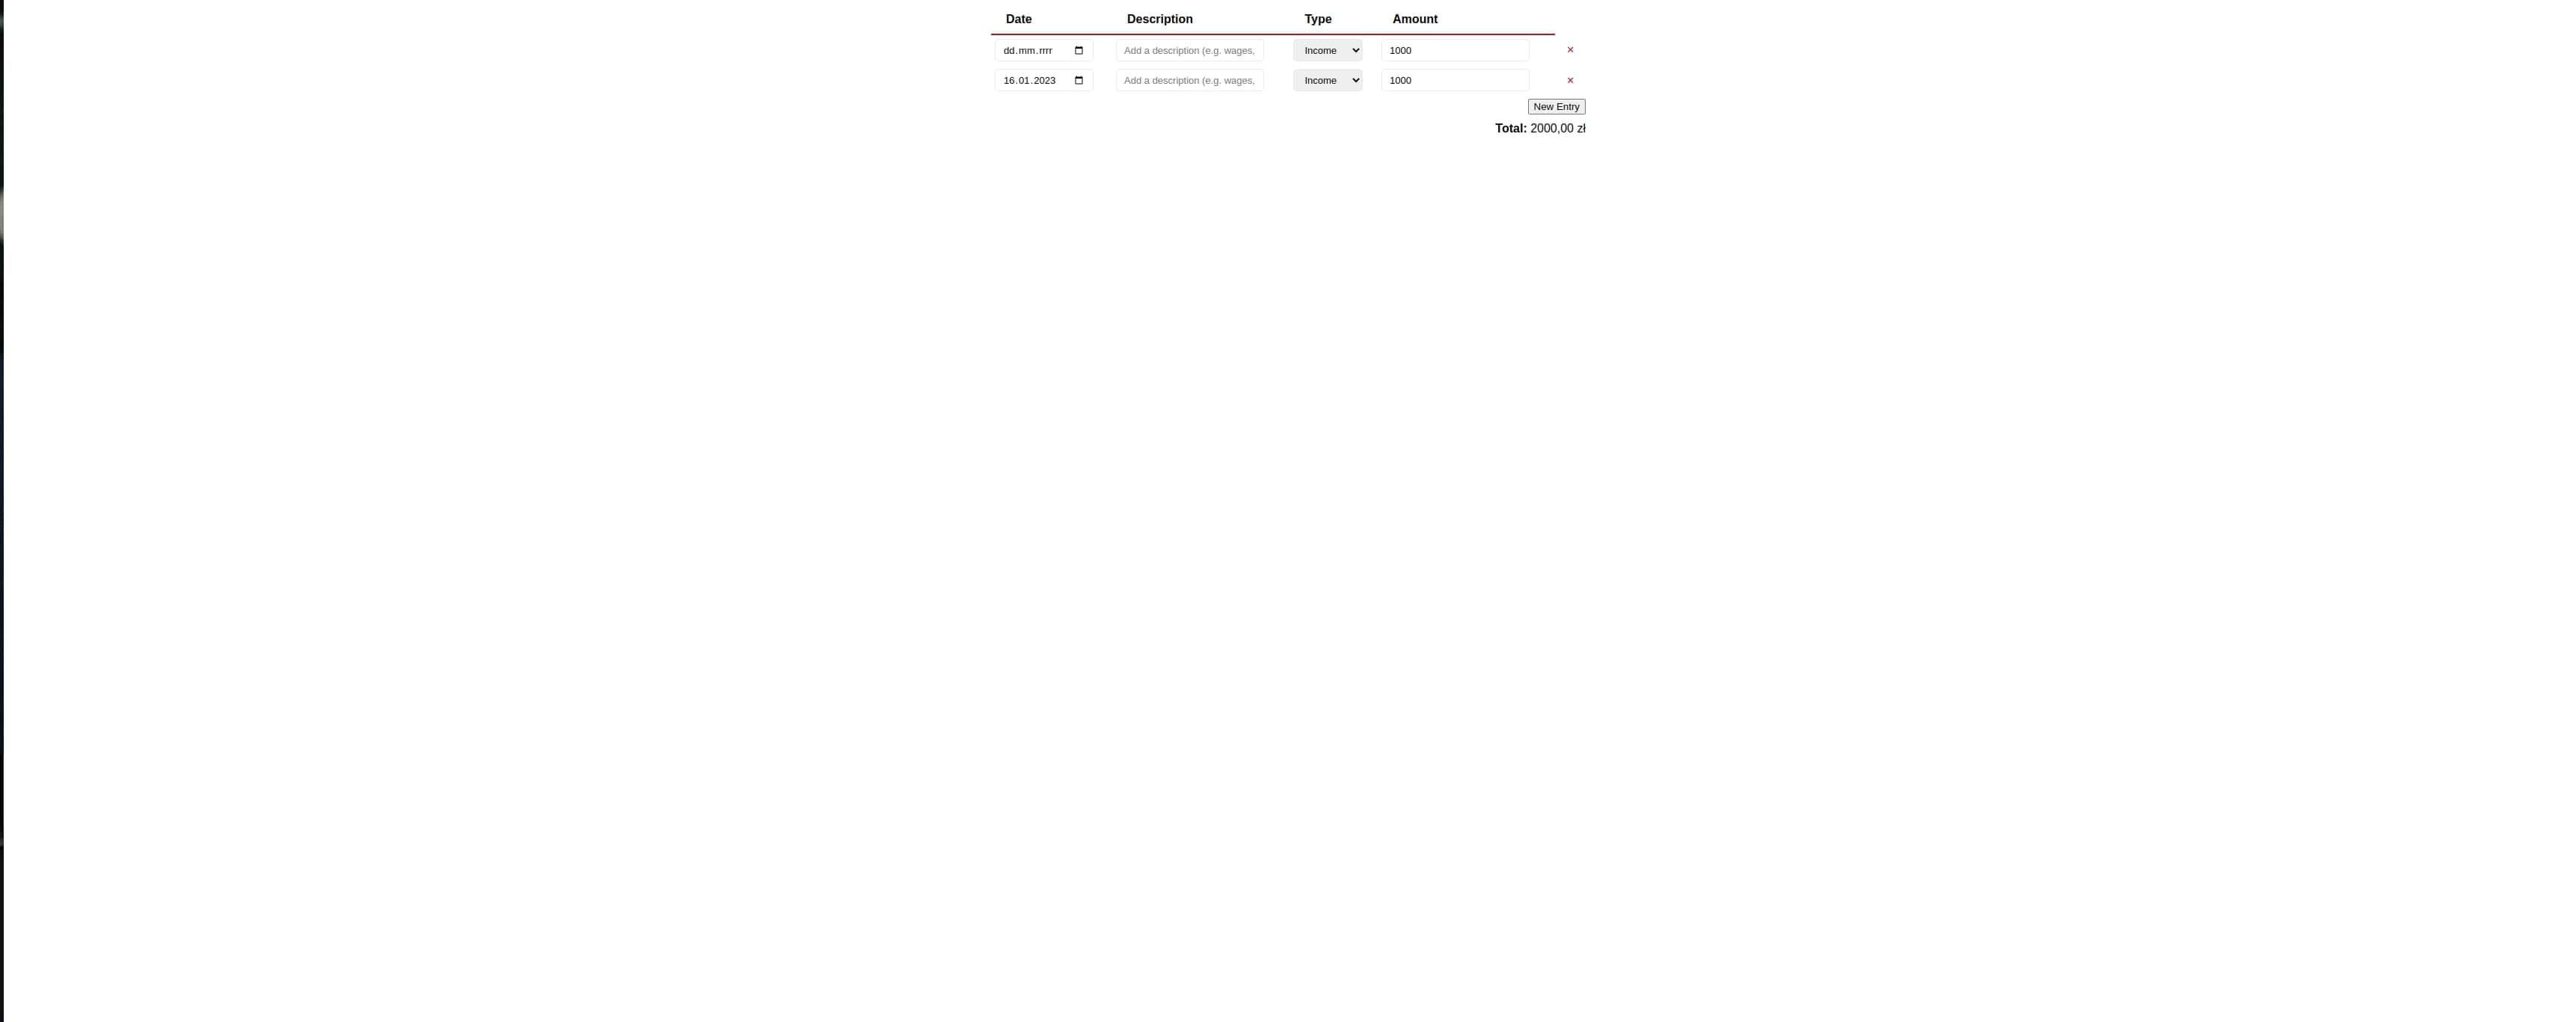 Date Description Type Amount
dd.mm.rrrr Add a description (e.g. wages, Income 1000 ×
16.01.2023 Add a description (e.g. wages, Income 1000 ×
New Entry
Total: 2000,00 zł